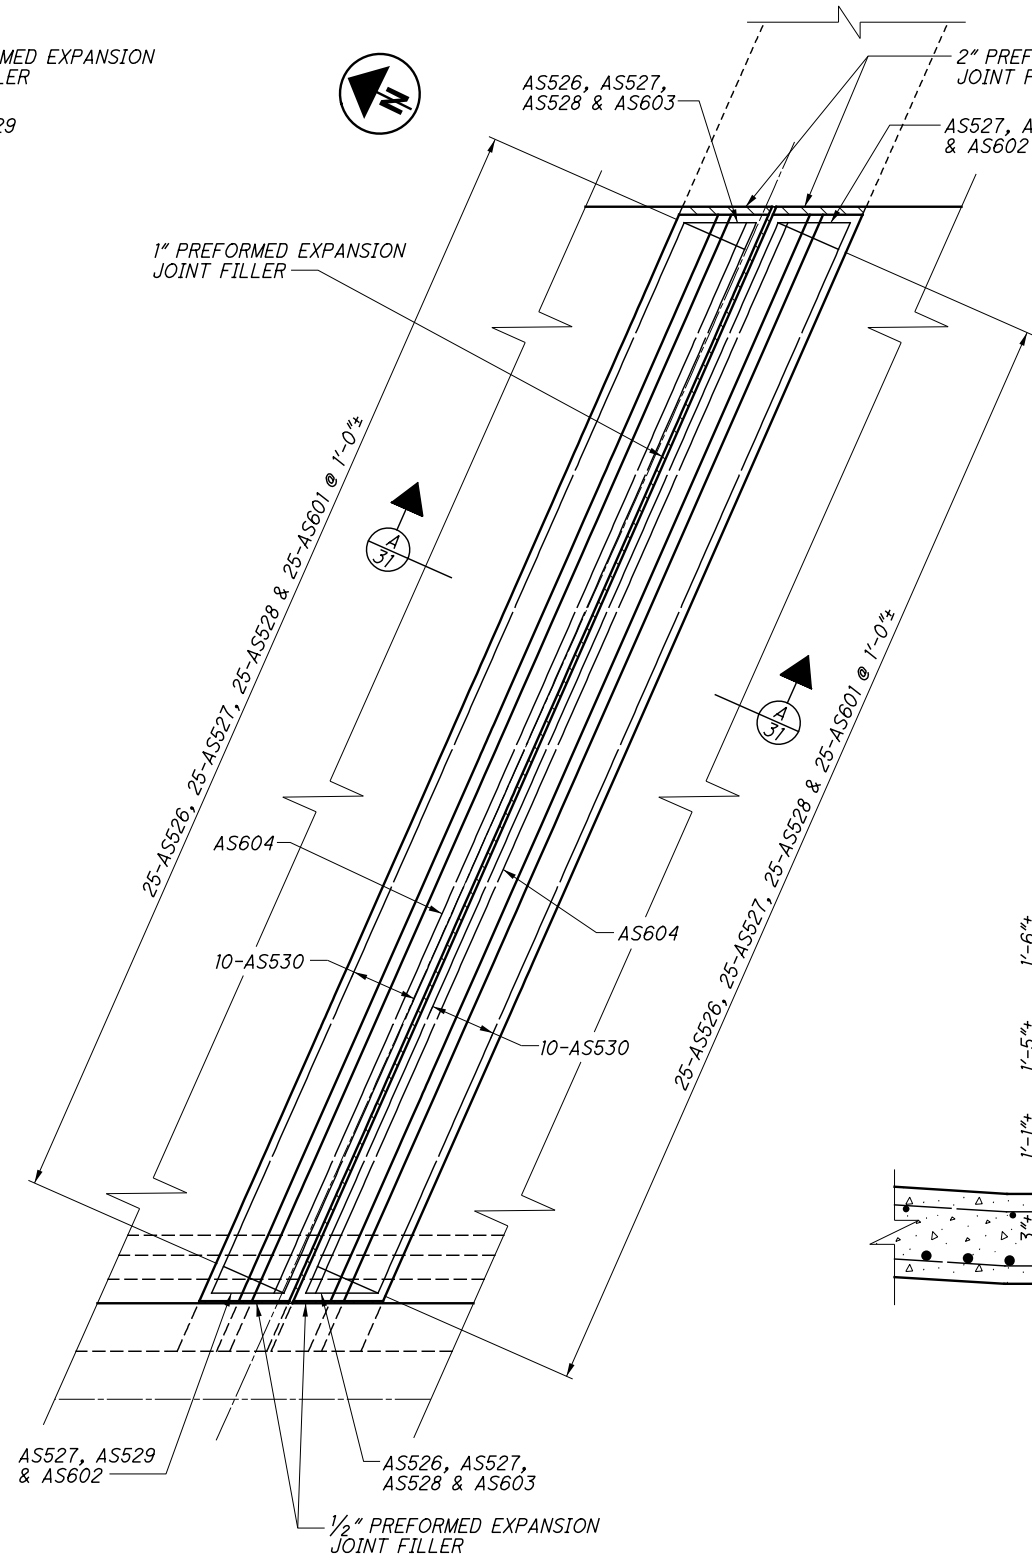 MED EXPANSION
LER
29
N
AS526, AS527,
AS528 & AS603
2" PREF
JOINT F
AS527, A
& AS602
1" PREFORMED EXPANSION
JOINT FILLER
25-AS526, 25-AS527, 25-AS528 & 25-AS601 @ 1'-0"±
A
31
25-AS526, 25-AS527, 25-AS528 & 25-AS601 @ 1'-0"±
A
31
AS604
AS604
10-AS530
10-AS530
1'-6"±
1'-5"±
1'-1"±
3"±
AS527, AS529
& AS602
AS526, AS527,
AS528 & AS603
1/2" PREFORMED EXPANSION
JOINT FILLER